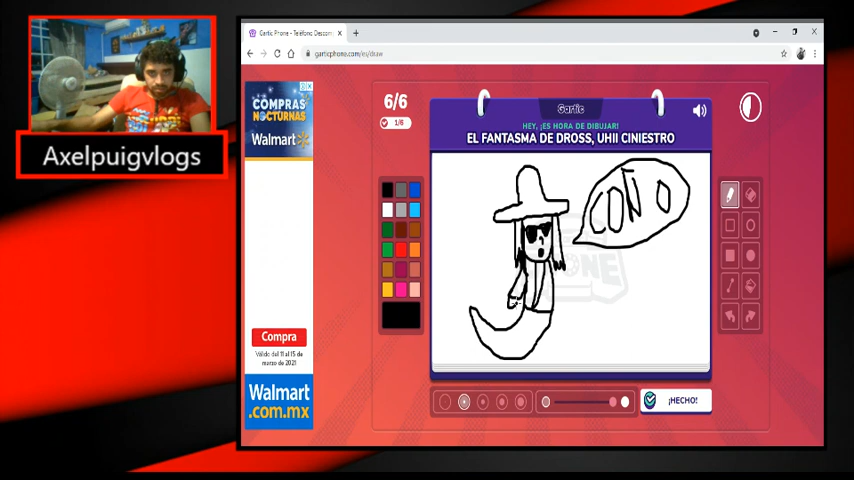 Gartic Phone - Teléfono Descom
garticphone.com/es/draw
COMPRAS
NOCTURNAS
Walmart
6/6
1/6
Gartic
HEY, ¡ES HORA DE DIBUJAR!
EL FANTASMA DE DROSS, UHII CINIESTRO
COÑO
Axelpuigvlogs
Compra
Válido del 11 al 15 de
marzo de 2021
Walmart
.com.mx
¡HECHO!